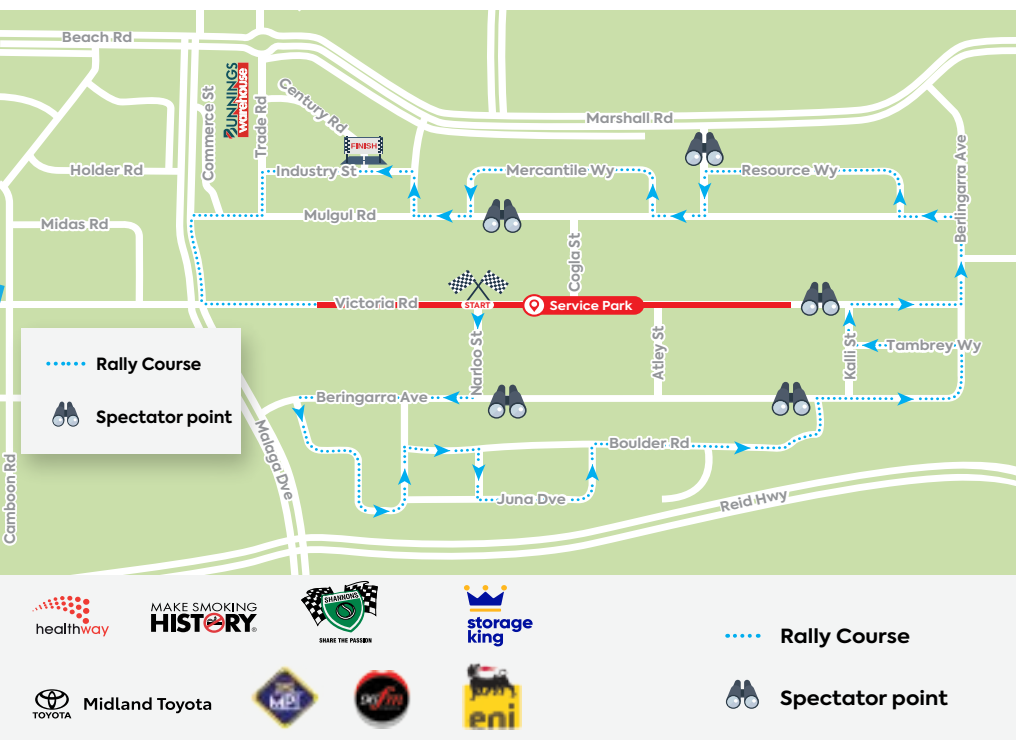 Beach Rd
BUNNINGS
warehouse
Commerce St
Trade Rd
Century Rd
Marshall Rd
FINISH
Holder Rd
Industry St
Mercantile Wy
Resource Wy
Berlingarra Ave
Midas Rd
Mulgul Rd
Cogla St
Victoria Rd
START
Service Park
Narloo St
Atley St
Kalli St
Tambrey Wy
Rally Course
Spectator point
Beringarra Ave
Malaga Dve
Boulder Rd
Camboon Rd
Juna Dve
Reid Hwy
healthway
MAKE SMOKING
HISTORY®
SHANNONS
SHARE THE PASSION
storage
king
Rally Course
TOYOTA
Midland Toyota
MPI
96fm
eni
Spectator point